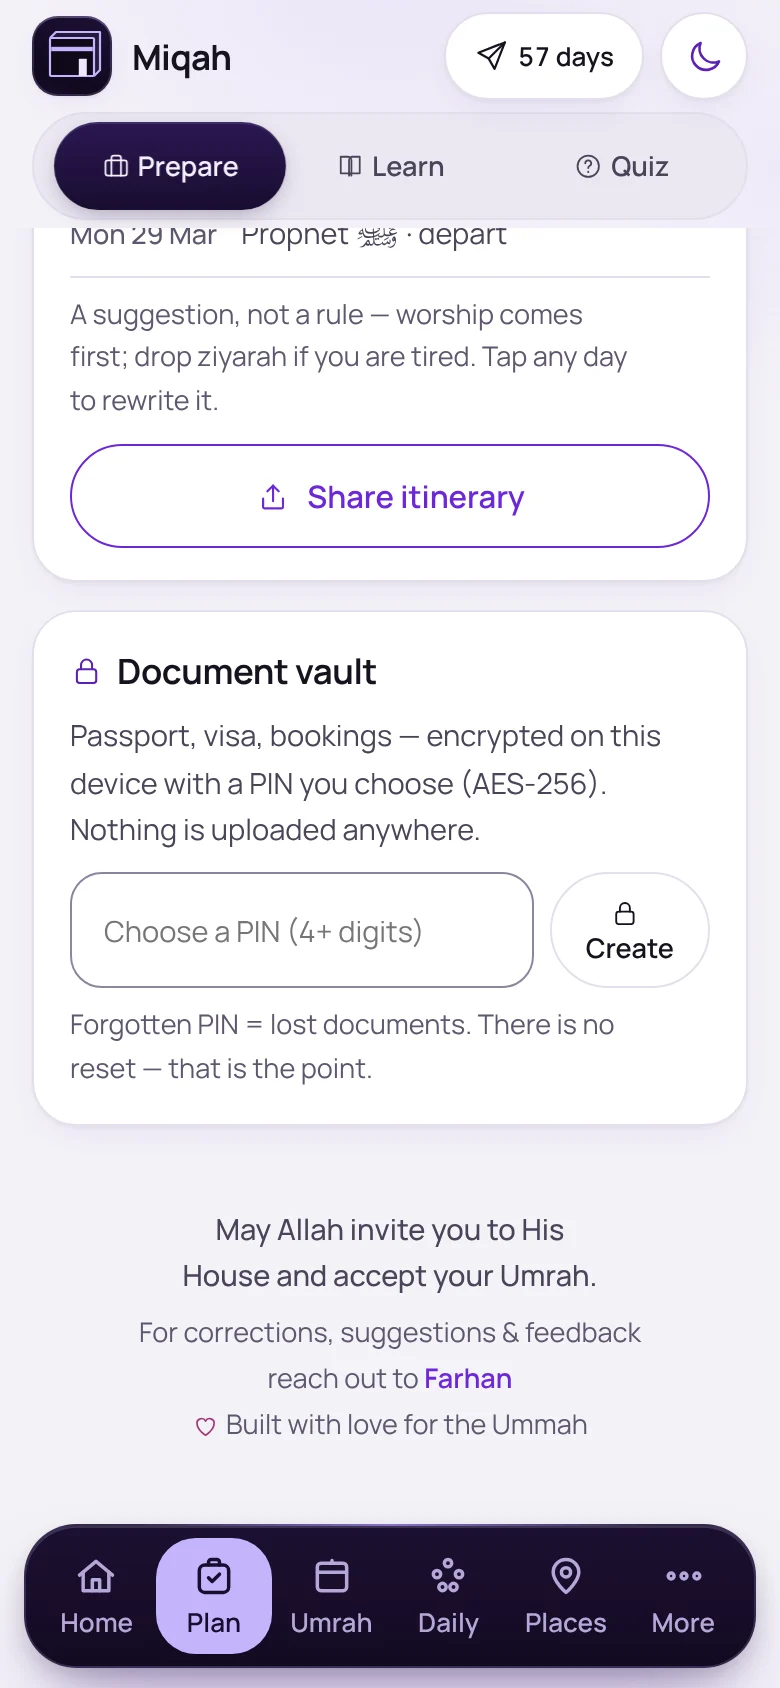 Miqah
57 days
Prepare
Learn
Quiz
Mon 29 Mar Prophet ﷺ · depart
A suggestion, not a rule — worship comes
first; drop ziyarah if you are tired. Tap any day
to rewrite it.
Share itinerary
Document vault
Passport, visa, bookings — encrypted on this
device with a PIN you choose (AES-256).
Nothing is uploaded anywhere.
Choose a PIN (4+ digits)
Create
Forgotten PIN = lost documents. There is no
reset — that is the point.
May Allah invite you to His
House and accept your Umrah.
For corrections, suggestions & feedback
reach out to Farhan
Built with love for the Ummah
Home
Plan
Umrah
Daily
Places
More